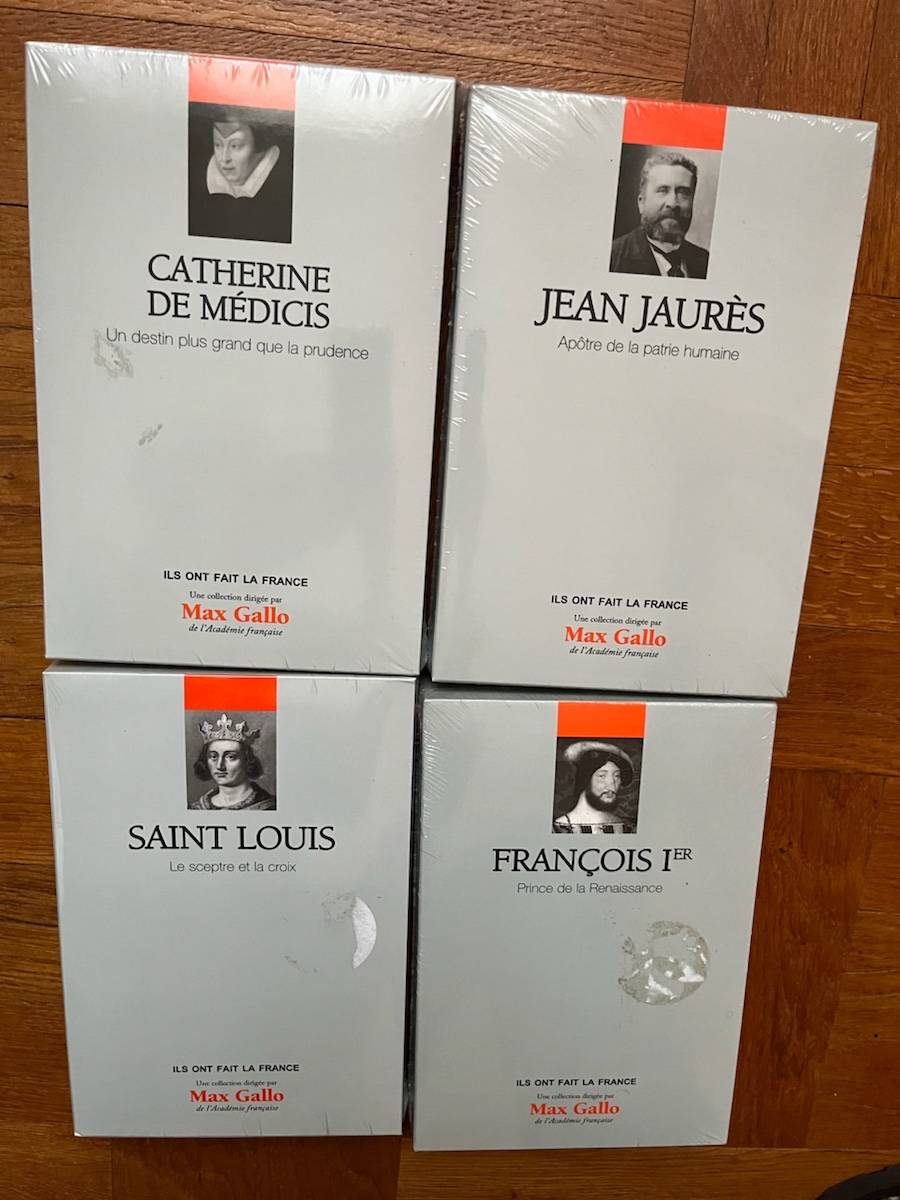 CATHERINE
DE MÉDICIS
Un destin plus grand que la prudence
ILS ONT FAIT LA FRANCE
Une collection dirigée par
Max Gallo
de l'Académie française
JEAN JAURÈS
Apôtre de la patrie humaine
ILS ONT FAIT LA FRANCE
Une collection dirigée par
Max Gallo
de l'Académie française
SAINT LOUIS
Le sceptre et la croix
ILS ONT FAIT LA FRANCE
Une collection dirigée par
Max Gallo
de l'Académie française
FRANÇOIS IER
Prince de la Renaissance
ILS ONT FAIT LA FRANCE
Une collection dirigée par
Max Gallo
de l'Académie française